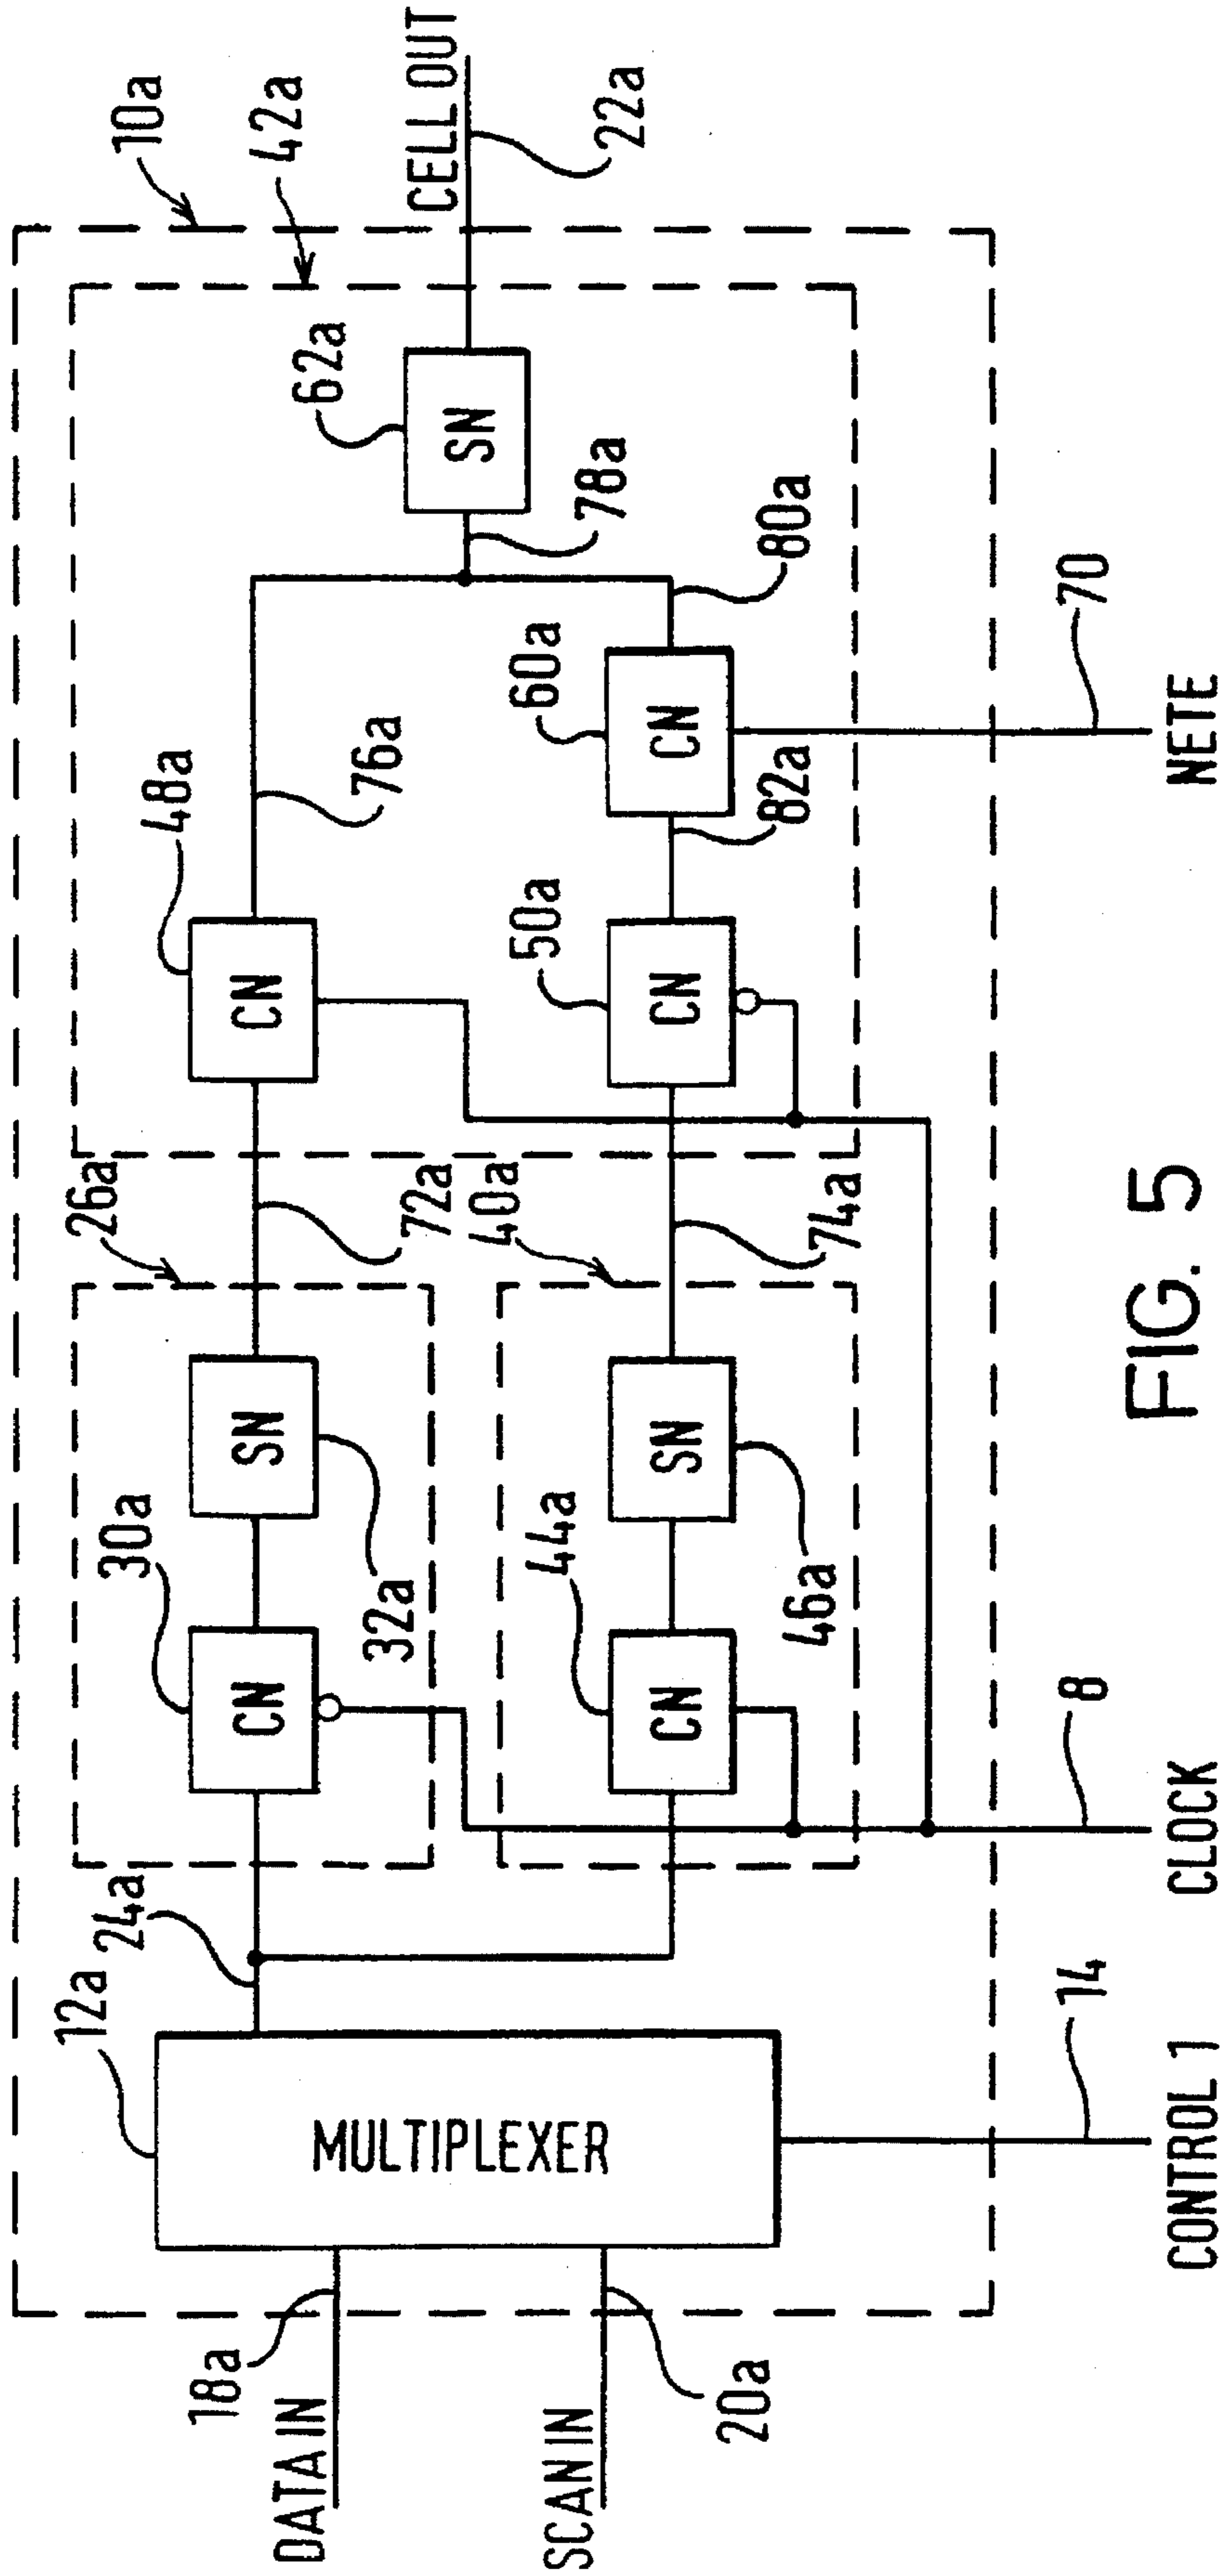 10a
42a
CELL OUT
22a
62a
SN
78a
48a
CN
76a
60a
CN
80a
50a
CN
82a
70
NETE
26a
72a
40a
74a
30a
CN
SN
32a
44a
CN
SN
46a
12a
24a
MULTIPLEXER
18a
DATA IN
SCAN IN
20a
CONTROL 1
14
CLOCK
8
FIG. 5